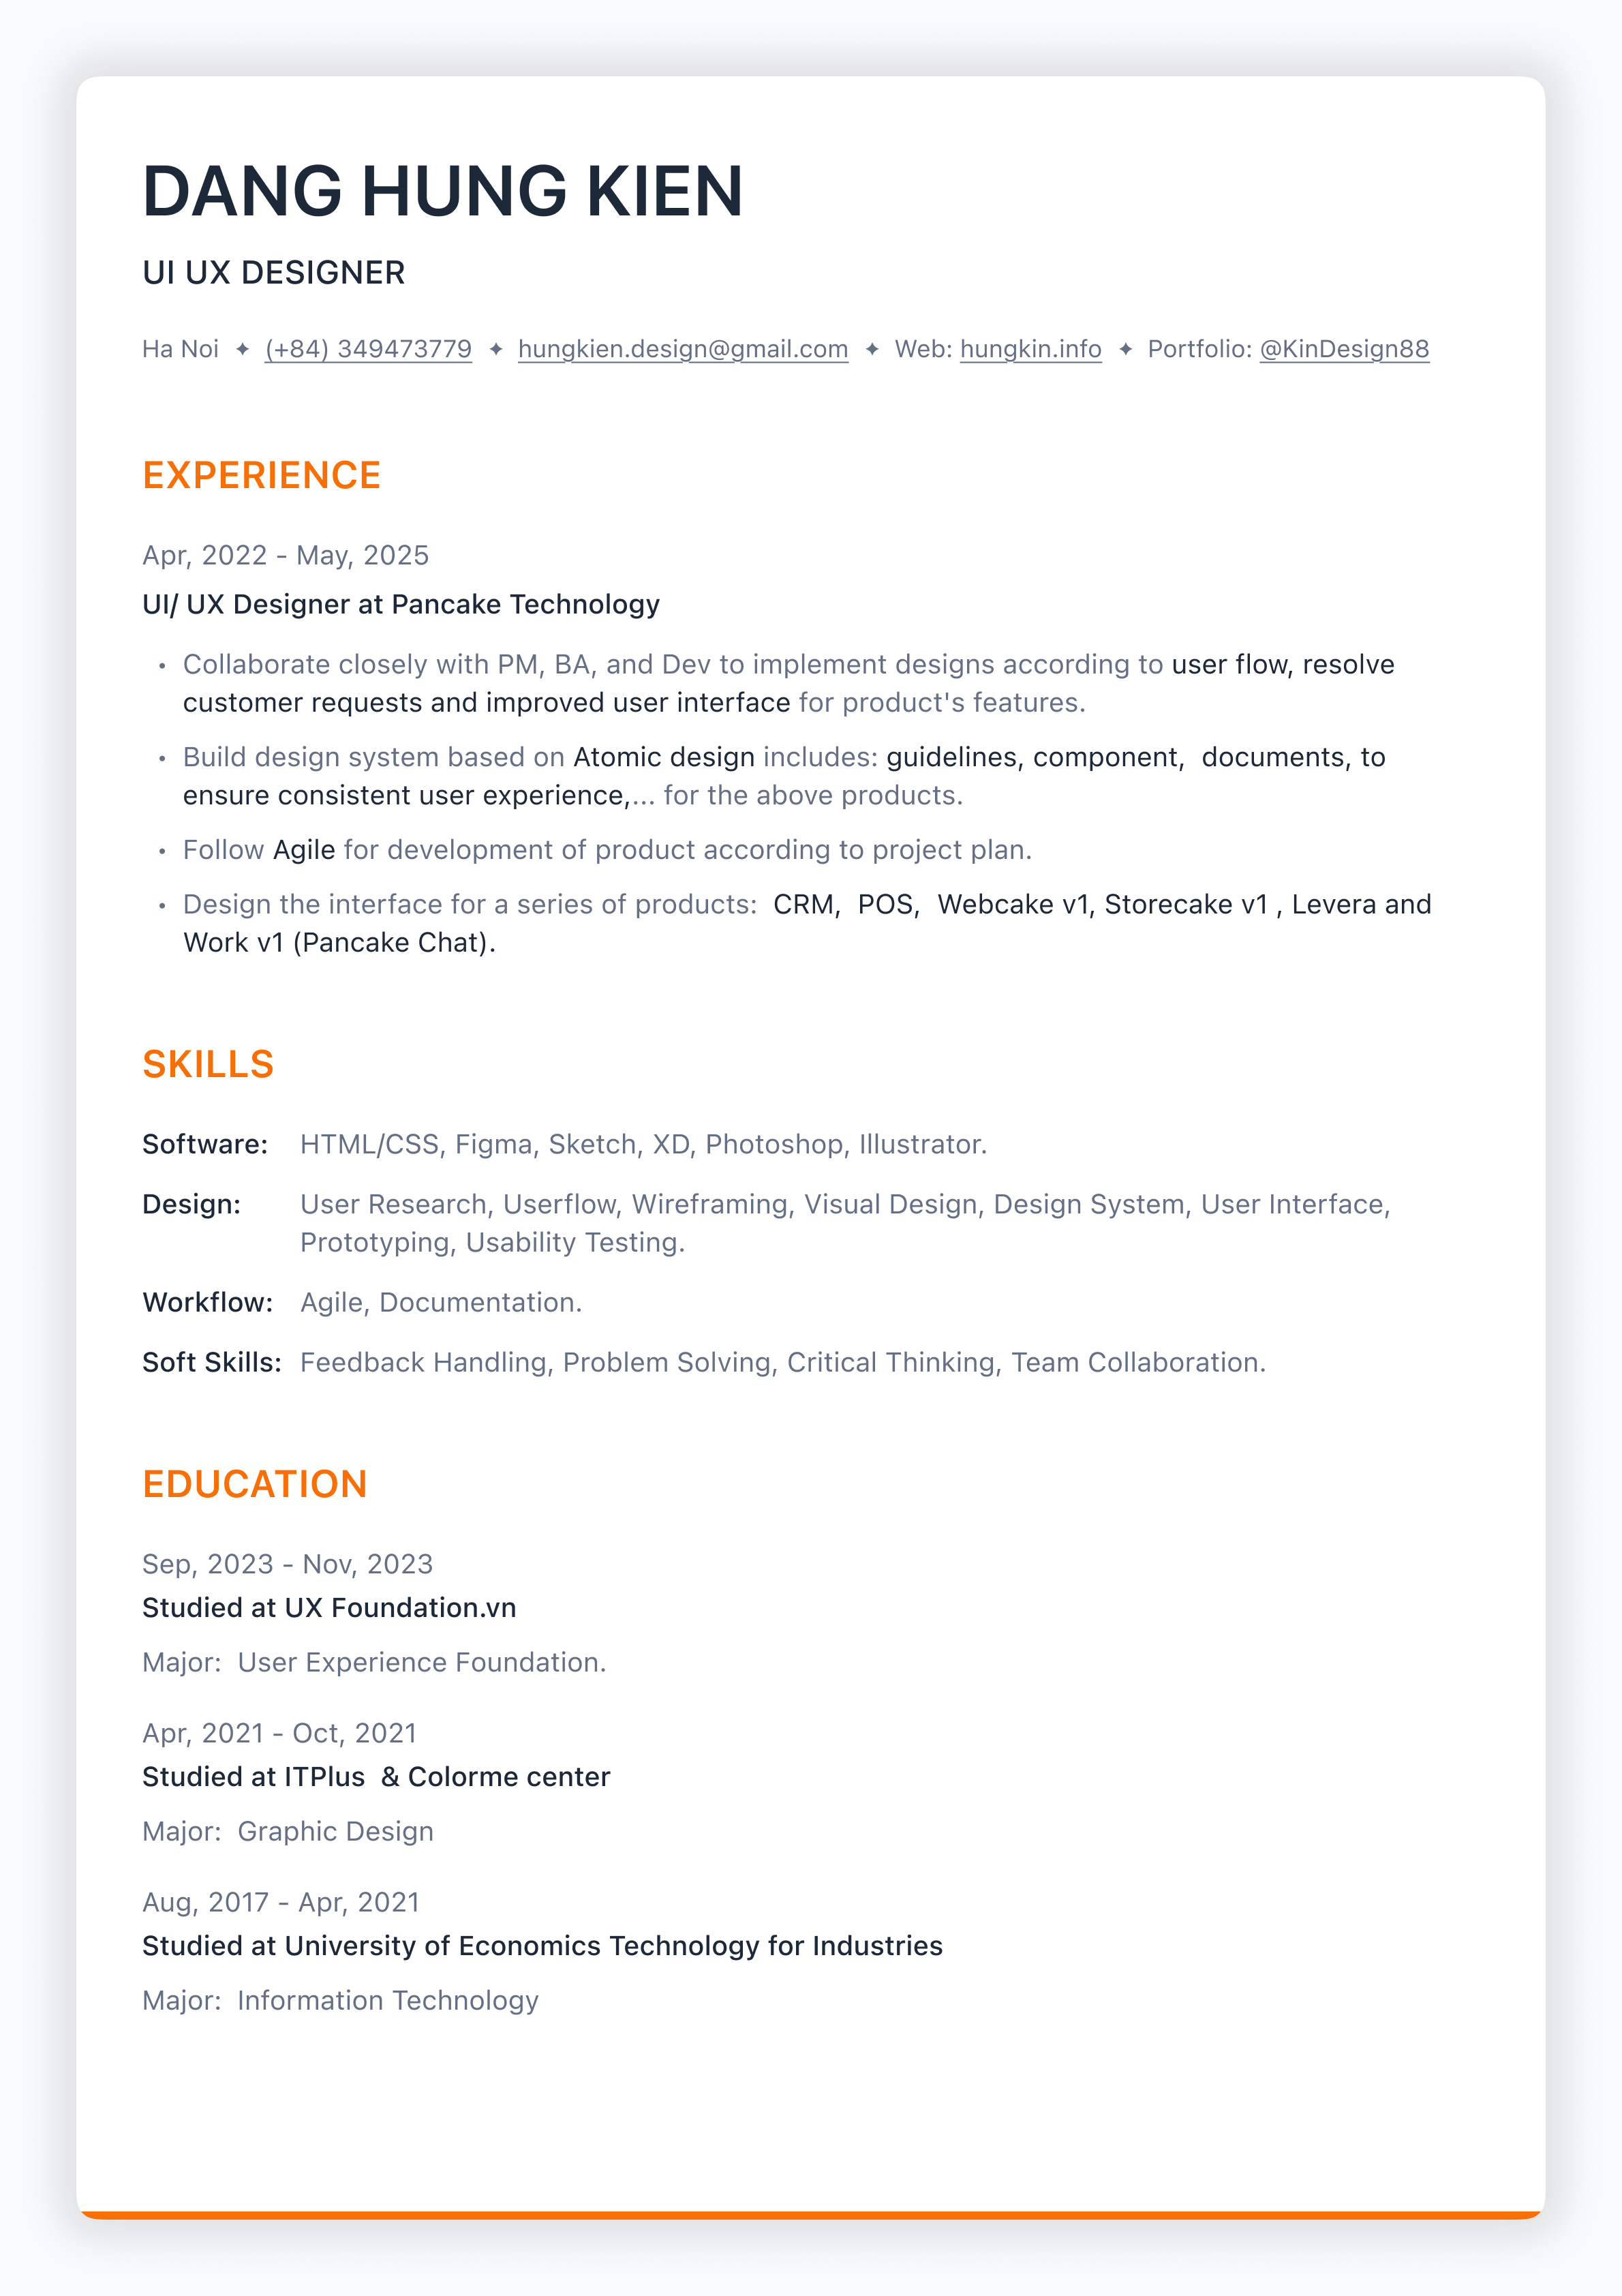 DANG HUNG KIEN
UI UX DESIGNER
Ha Noi ✦ (+84) 349473779 ✦ hungkien.design@gmail.com ✦ Web: hungkin.info ✦ Portfolio: @KinDesign88
EXPERIENCE
Apr, 2022 - May, 2025
UI/ UX Designer at Pancake Technology
• Collaborate closely with PM, BA, and Dev to implement designs according to user flow, resolve
customer requests and improved user interface for product's features.
• Build design system based on Atomic design includes: guidelines, component,  documents, to
ensure consistent user experience,... for the above products.
• Follow Agile for development of product according to project plan.
• Design the interface for a series of products:  CRM,  POS,  Webcake v1, Storecake v1 , Levera and
Work v1 (Pancake Chat).
SKILLS
Software: HTML/CSS, Figma, Sketch, XD, Photoshop, Illustrator.
Design: User Research, Userflow, Wireframing, Visual Design, Design System, User Interface,
Prototyping, Usability Testing.
Workflow: Agile, Documentation.
Soft Skills: Feedback Handling, Problem Solving, Critical Thinking, Team Collaboration.
EDUCATION
Sep, 2023 - Nov, 2023
Studied at UX Foundation.vn
Major:  User Experience Foundation.
Apr, 2021 - Oct, 2021
Studied at ITPlus  & Colorme center
Major:  Graphic Design
Aug, 2017 - Apr, 2021
Studied at University of Economics Technology for Industries
Major:  Information Technology